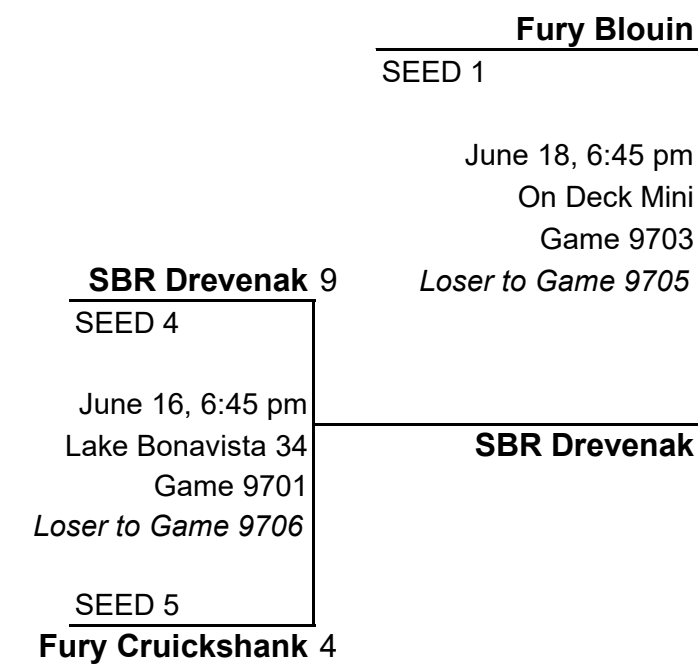 Fury Blouin
SEED 1
June 18, 6:45 pm
On Deck Mini
Game 9703
SBR Drevenak 9
Loser to Game 9705
SEED 4
June 16, 6:45 pm
Lake Bonavista 34
SBR Drevenak
Game 9701
Loser to Game 9706
SEED 5
Fury Cruickshank 4